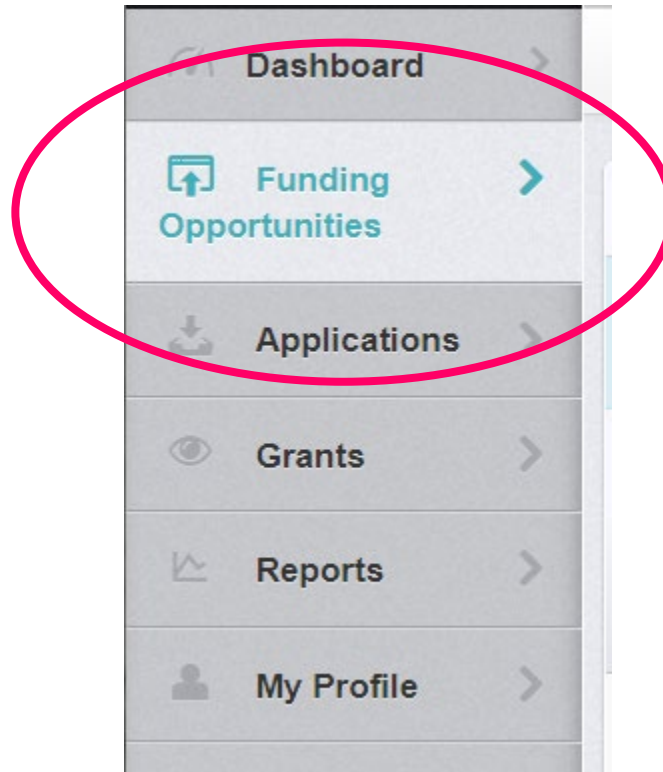 Dashboard
Funding
Opportunities
Applications
Grants
Reports
My Profile